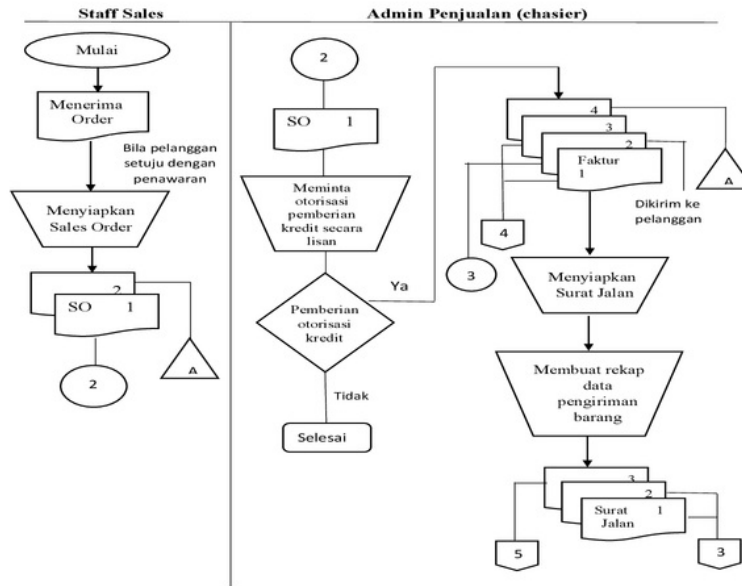 Staff Sales
Mulai
Menerima
Order
Bila pelanggan
setuju dengan
penawaran
Menyiapkan
Sales Order
2
SO 1
A
2
Admin Penjualan (chasier)
2
SO 1
Meminta
otorisasi
pemberian
kredit secara
lisan
Pemberian
otorisasi
kredit
Ya
Tidak
Selesai
4
3
2
Faktur
1
A
Dikirim ke
pelanggan
4
3
Menyiapkan
Surat Jalan
Membuat rekap
data
pengiriman
barang
3
2
Surat 1
Jalan
5
3